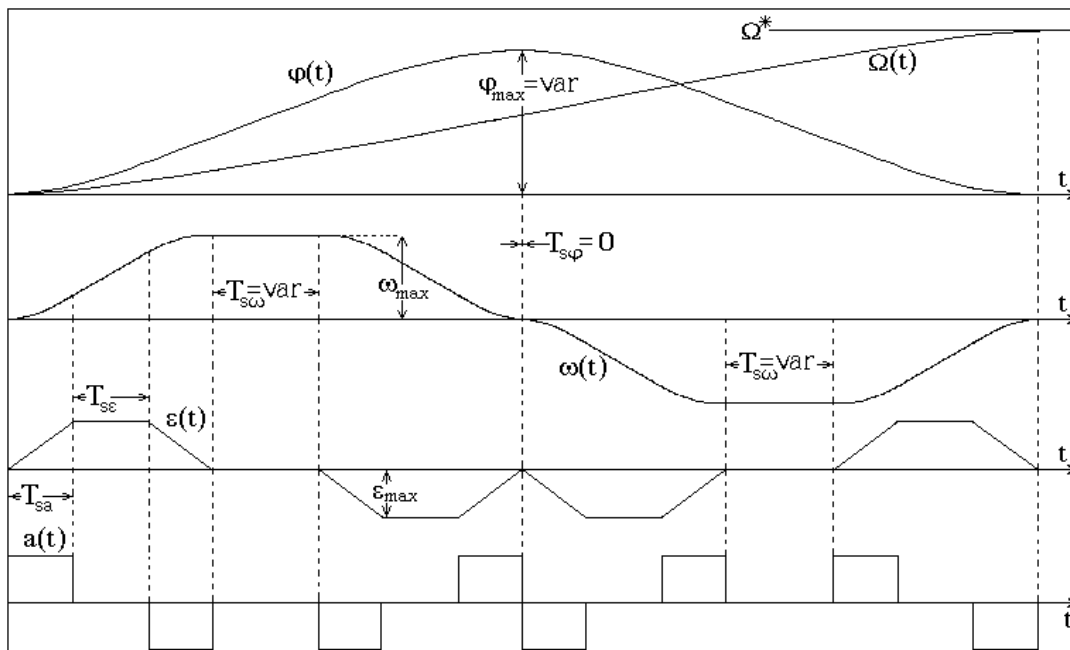 Ω*
φ(t)
φmax=var
Ω(t)
t
Tsφ=0
Tsω=var
ωmax
t
ω(t)
Tsω=var
Tsε
ε(t)
t
Tsa
εmax
a(t)
t